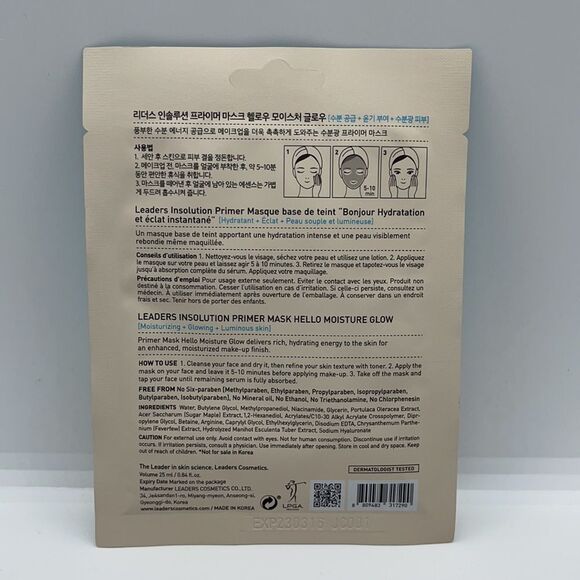 리더스 인솔루션 프라이머 마스크 헬로우 모이스처 글로우 [수분 공급 + 윤기 부여 + 수분광 피부]
풍부한 수분 에너지 공급으로 메이크업을 더욱 촉촉하게 도와주는 수분광 프라이머 마스크
사용법
1. 세안 후 스킨으로 피부 결을 정돈합니다.
2. 메이크업 전, 마스크를 얼굴에 부착한 후, 약 5~10분
동안 편안한 휴식을 취합니다.
3. 마스크를 떼어낸 후 얼굴에 남아 있는 에센스는 가볍
게 두드려 흡수시켜 줍니다.
1
2
3
5-10
min
Leaders Insolution Primer Masque base de teint "Bonjour Hydratation
et éclat instantané" [Hydratant + Éclat + Peau souple et lumineuse]
Un masque base de teint apportant une hydratation intense et une peau visiblement
rebondie même maquillée.
Conseils d'utilisation 1. Nettoyez-vous le visage, séchez votre peau et utilisez une lotion. 2. Appliquez
le masque sur votre peau et laissez agir 5 à 10 minutes. 3. Retirez le masque et tapotez-vous le visage
jusqu'à absorption complète du sérum. Appliquez votre maquillage.
Précautions d'emploi Pour usage externe seulement. Eviter le contact avec les yeux. Produit non
destiné à la consommation. Cesser l'utilisation en cas d'irritation. Si celle-ci persiste, consultez un
médecin. À utiliser immédiatement après ouverture de l'emballage. À conserver dans un endroit
frais et sec. Tenir hors de porter des enfants.
LEADERS INSOLUTION PRIMER MASK HELLO MOISTURE GLOW
[Moisturizing + Glowing + Luminous skin]
Primer Mask Hello Moisture Glow delivers rich, hydrating energy to the skin for
an enhanced, moisturized make-up finish.
HOW TO USE 1. Cleanse your face and dry it, then refine your skin texture with toner. 2. Apply the
mask on your face and leave it 5-10 minutes before applying make-up. 3. Take off the mask and
tap your face until remaining serum is fully absorbed.
FREE FROM No Six-paraben [Methylparaben, Ethylparaben, Propylparaben, Isopropylparaben,
Butylparaben, Isobutylparaben], No Mineral oil, No Ethanol, No Triethanolamine, No Chlorphenesin
INGREDIENTS Water, Butylene Glycol, Methylpropanediol, Niacinamide, Glycerin, Portulaca Oleracea Extract,
Acer Saccharum (Sugar Maple) Extract, 1,2-Hexanediol, Acrylates/C10-30 Alkyl Acrylate Crosspolymer, Dipr-
opylene Glycol, Betaine, Arginine, Caprylyl Glycol, Ethylhexylglycerin, Disodium EDTA, Chrysanthemum Parthe-
nium (Feverfew) Extract, Hydrolyzed Manihot Esculenta Tuber Extract, Sodium Hyaluronate
CAUTION For external use only. Avoid contact with eyes. Not for human consumption. Discontinue use if irritation
occurs. If irritation persists, consult a physician. Use immediately after opening. Store in cool and dry space. Keep
out of reach of children. *Not for sale in Korea
The Leader in skin science, Leaders Cosmetics.
Volume 25 ml / 0.84 fl.oz.
Expiry Date Marked on the package
Manufacturer LEADERS COSMETICS CO.,LTD.
34, Jeiksandan1-ro, Miyang-myeon, Anseong-si,
Gyeonggi-do, Korea
www.leaderscosmetics.com / MADE IN KOREA
LPGA
DERMATOLOGIST TESTED
8 809482 317290
EXP230316 JC001